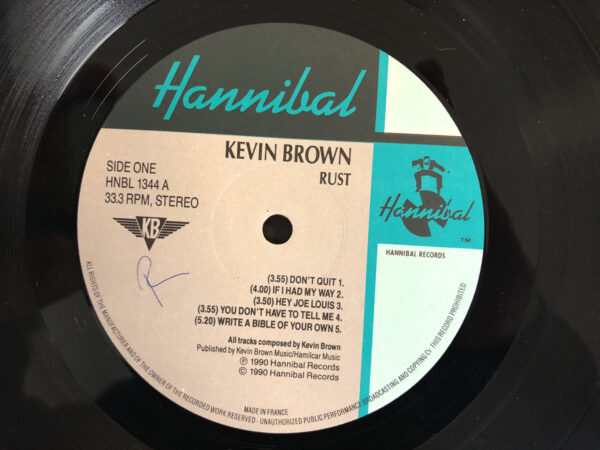 Hannibal
KEVIN BROWN
RUST
SIDE ONE
HNBL 1344 A
33.3 RPM, STEREO
KB
Hannibal
TM
HANNIBAL RECORDS
(3.55) DON'T QUIT 1.
(4.00) IF I HAD MY WAY 2.
(3.50) HEY JOE LOUIS 3.
(3.55) YOU DON'T HAVE TO TELL ME 4.
(5.20) WRITE A BIBLE OF YOUR OWN 5.
All tracks composed by Kevin Brown
Published by Kevin Brown Music/Hamilcar Music
℗ 1990 Hannibal Records
© 1990 Hannibal Records
MADE IN FRANCE
ALL RIGHTS OF THE MANUFACTURER AND OF THE OWNER OF THE RECORDED WORK RESERVED - UNAUTHORIZED PUBLIC PERFORMANCE BROADCASTING AND COPYING OF THIS RECORD PROHIBITED